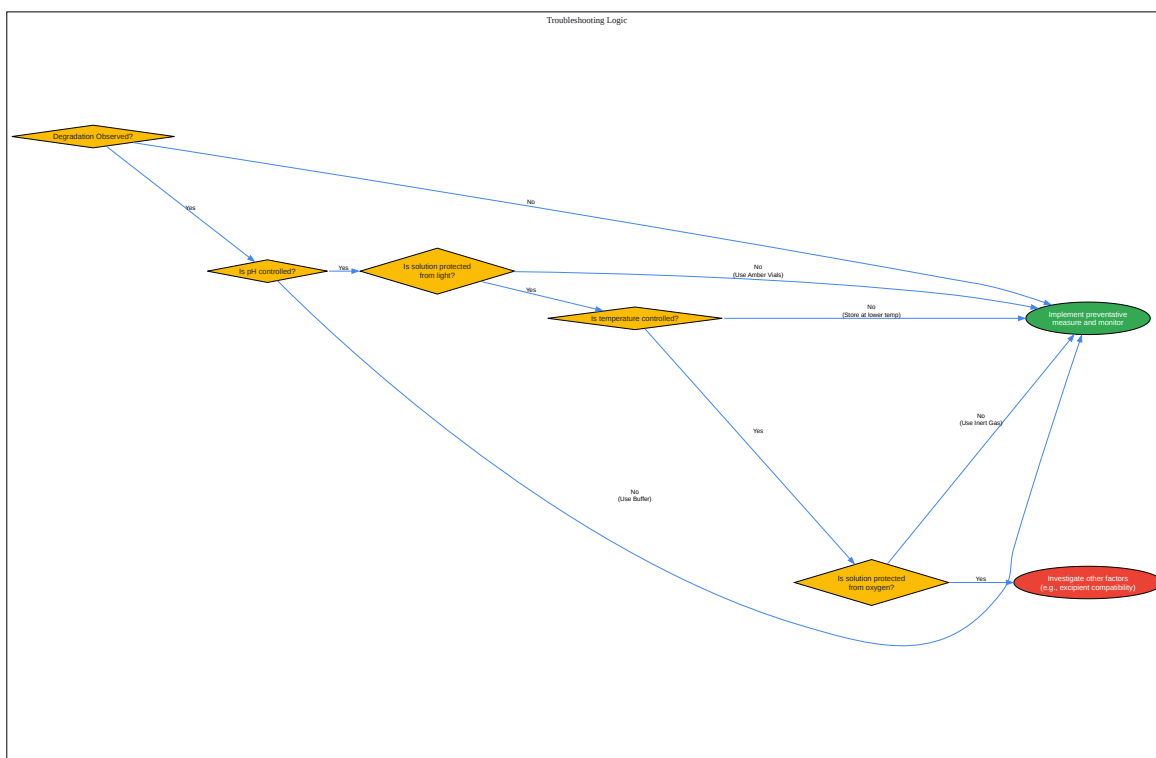 Troubleshooting Logic
Degradation Observed?
Yes
No
Is pH controlled?
Yes
Is solution protected
from light?
No
(Use Amber Vials)
Yes
Is temperature controlled?
No
(Store at lower temp)
Implement preventative
measure and monitor
No
(Use Inert Gas)
Yes
No
(Use Buffer)
Is solution protected
from oxygen?
Yes
Investigate other factors
(e.g., excipient compatibility)